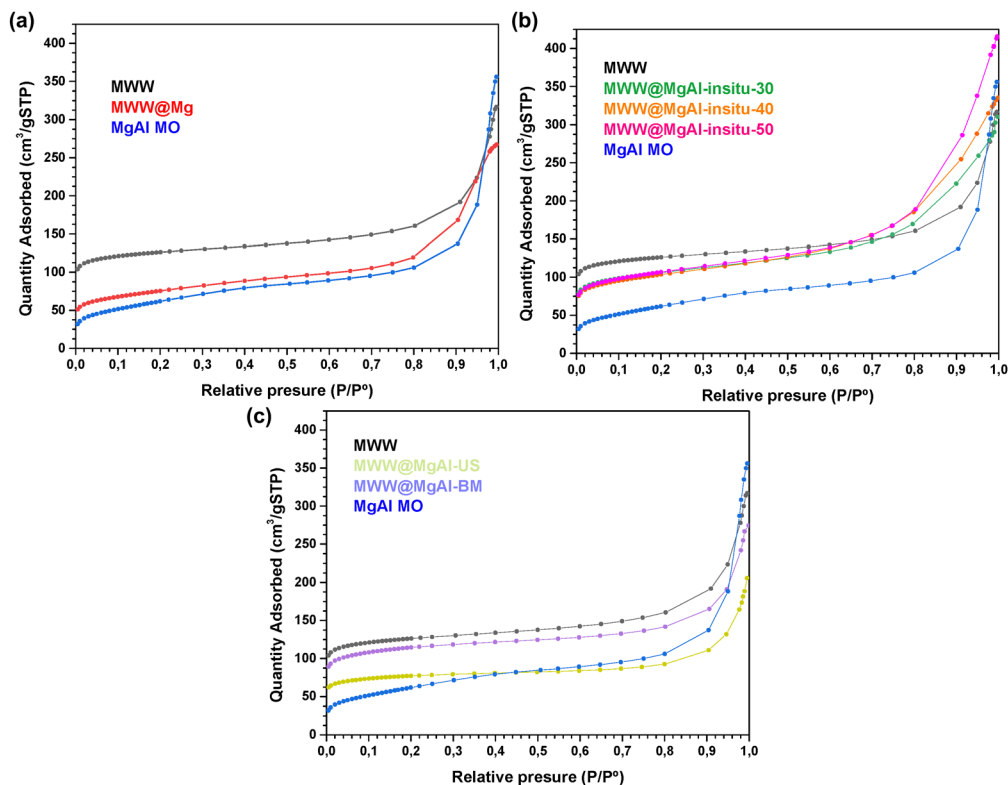 (a)
400
350
300
250
200
150
100
50
0
Quantity Adsorbed (cm³/gSTP)
MWW
MWW@Mg
MgAl MO
0,0 0,1 0,2 0,3 0,4 0,5 0,6 0,7 0,8 0,9 1,0
Relative presure (P/Pº)
(b)
400
350
300
250
200
150
100
50
0
Quantity Adsorbed (cm³/gSTP)
MWW
MWW@MgAl-insitu-30
MWW@MgAl-insitu-40
MWW@MgAl-insitu-50
MgAl MO
0,0 0,1 0,2 0,3 0,4 0,5 0,6 0,7 0,8 0,9 1,0
Relative presure (P/Pº)
(c)
400
350
300
250
200
150
100
50
0
Quantity Adsorbed (cm³/gSTP)
MWW
MWW@MgAl-US
MWW@MgAl-BM
MgAl MO
0,0 0,1 0,2 0,3 0,4 0,5 0,6 0,7 0,8 0,9 1,0
Relative presure (P/Pº)